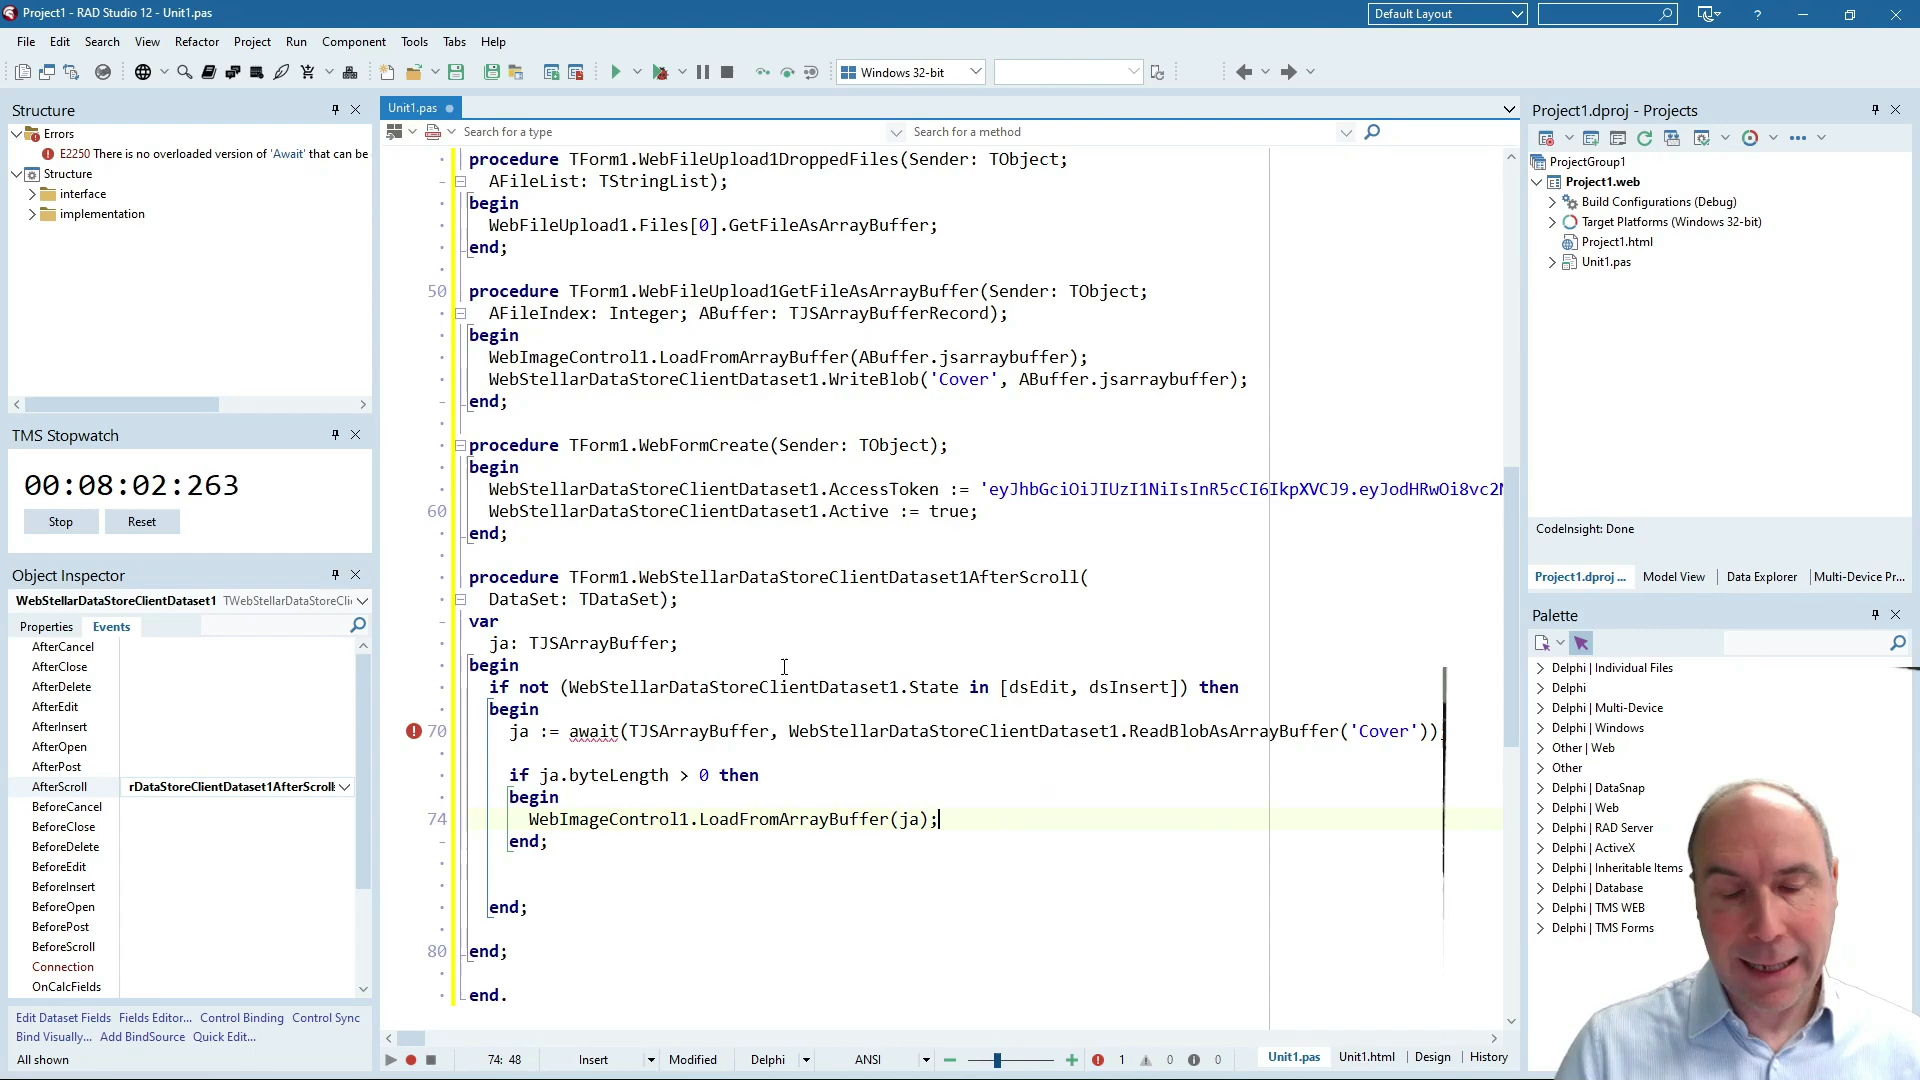 Project1 - RAD Studio 12 - Unit1.pas
Default Layout
File Edit Search View Refactor Project Run Component Tools Tabs Help
Windows 32-bit
Structure
Errors
E2250 There is no overloaded version of 'Await' that can be
Structure
interface
implementation
TMS Stopwatch
00:08:02:263
Stop Reset
Object Inspector
WebStellarDataStoreClientDataset1 TWebStellarDataStoreCli
Properties Events
AfterCancel
AfterClose
AfterDelete
AfterEdit
AfterInsert
AfterOpen
AfterPost
AfterScroll rDataStoreClientDataset1AfterScroll
BeforeCancel
BeforeClose
BeforeDelete
BeforeEdit
BeforeInsert
BeforeOpen
BeforePost
BeforeScroll
Connection
OnCalcFields
Edit Dataset Fields Fields Editor... Control Binding Control Sync
Bind Visually... Add BindSource Quick Edit...
All shown
Unit1.pas
Search for a type Search for a method
procedure TForm1.WebFileUpload1DroppedFiles(Sender: TObject;
AFileList: TStringList);
begin
WebFileUpload1.Files[0].GetFileAsArrayBuffer;
end;
50 procedure TForm1.WebFileUpload1GetFileAsArrayBuffer(Sender: TObject;
AFileIndex: Integer; ABuffer: TJSArrayBufferRecord);
begin
WebImageControl1.LoadFromArrayBuffer(ABuffer.jsarraybuffer);
WebStellarDataStoreClientDataset1.WriteBlob('Cover', ABuffer.jsarraybuffer);
end;
procedure TForm1.WebFormCreate(Sender: TObject);
begin
WebStellarDataStoreClientDataset1.AccessToken := 'eyJhbGciOiJIUzI1NiIsInR5cCI6IkpXVCJ9.eyJodHRwOi8vc2
60 WebStellarDataStoreClientDataset1.Active := true;
end;
procedure TForm1.WebStellarDataStoreClientDataset1AfterScroll(
DataSet: TDataSet);
var
ja: TJSArrayBuffer;
begin
if not (WebStellarDataStoreClientDataset1.State in [dsEdit, dsInsert]) then
begin
70 ja := await(TJSArrayBuffer, WebStellarDataStoreClientDataset1.ReadBlobAsArrayBuffer('Cover'))
if ja.byteLength > 0 then
begin
74 WebImageControl1.LoadFromArrayBuffer(ja);
end;
end;
80 end;
end.
74: 48 Insert Modified Delphi ANSI 1 0 0 Unit1.pas Unit1.html Design History
Project1.dproj - Projects
ProjectGroup1
Project1.web
Build Configurations (Debug)
Target Platforms (Windows 32-bit)
Project1.html
Unit1.pas
CodeInsight: Done
Project1.dproj ... Model View Data Explorer Multi-Device Pr...
Palette
Delphi | Individual Files
Delphi
Delphi | Multi-Device
Delphi | Windows
Other | Web
Other
Delphi | DataSnap
Delphi | Web
Delphi | RAD Server
Delphi | ActiveX
Delphi | Inheritable Items
Delphi | Database
Delphi | TMS WEB
Delphi | TMS Forms